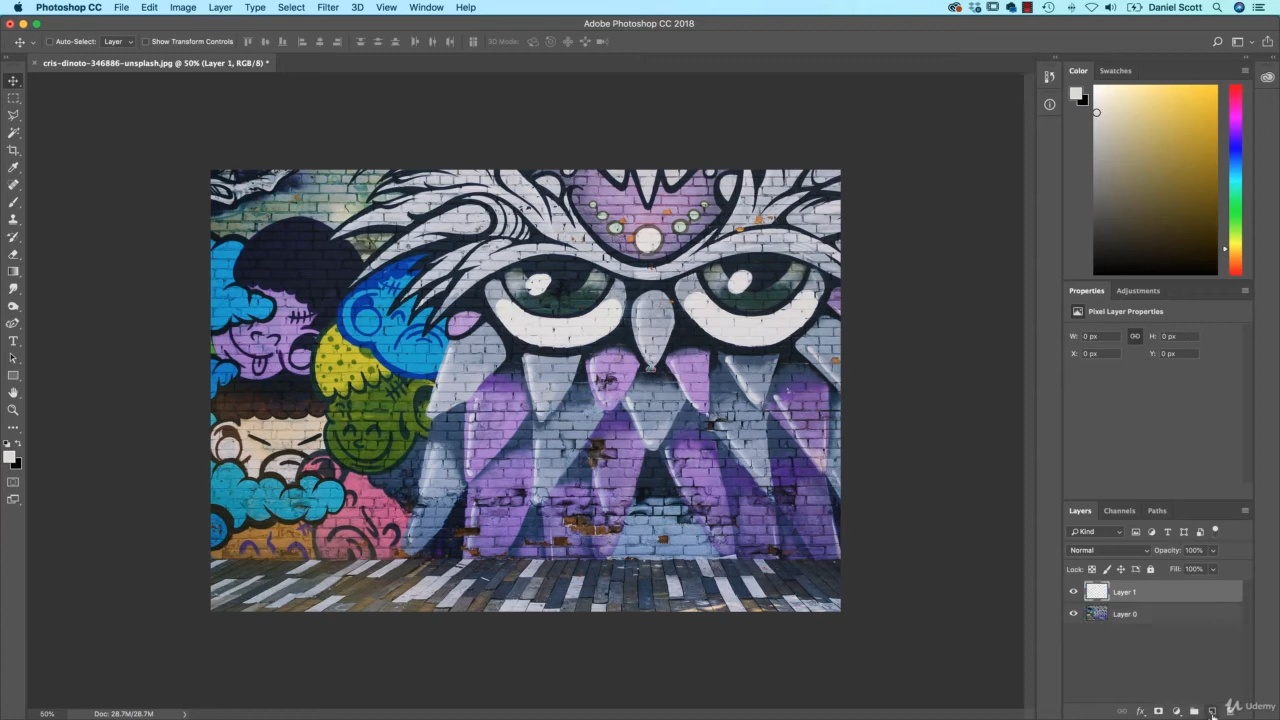 Photoshop CC File Edit Image Layer Type Select Filter 3D View Window Help Daniel Scott
Adobe Photoshop CC 2018
Auto-Select: Layer Show Transform Controls 3D Mode:
cris-dinoto-346886-unsplash.jpg @ 50% (Layer 1, RGB/8) *
Color Swatches
Properties Adjustments
Pixel Layer Properties
W: 0 px H: 0 px
X: 0 px Y: 0 px
Layers Channels Paths
Kind
Normal Opacity: 100%
Lock: Fill: 100%
Layer 1
Layer 0
50% Doc: 28.7M/28.7M
Udemy